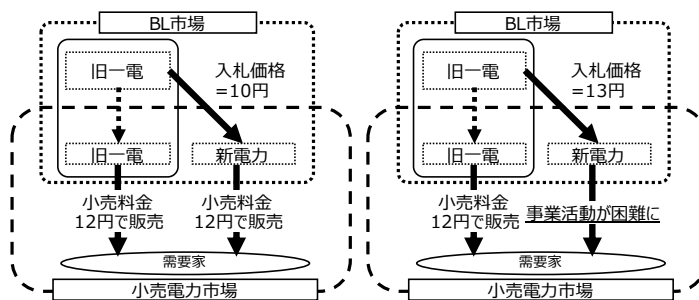 BL市場
旧一電
入札価格
=10円
旧一電
新電力
小売料金
12円で販売
小売料金
12円で販売
需要家
小売電力市場
BL市場
旧一電
入札価格
=13円
旧一電
新電力
小売料金
12円で販売
事業活動が困難に
需要家
小売電力市場